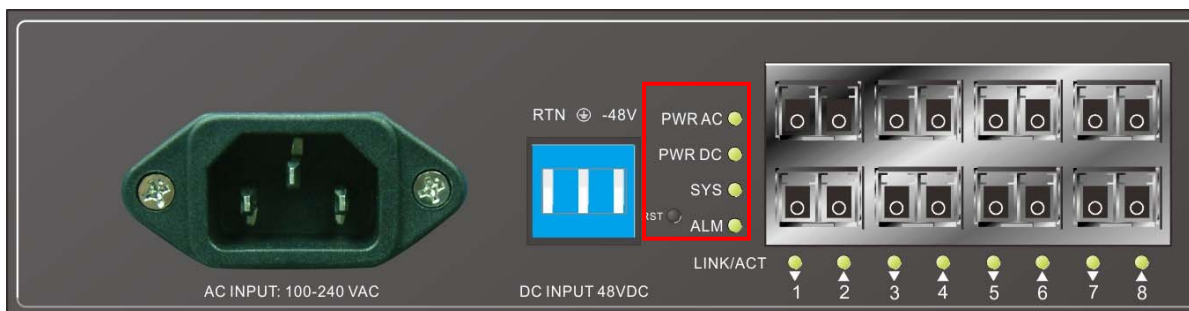 RTN -48V
PWR AC
PWR DC
SYS
RST
ALM
LINK/ACT
1 2 3 4 5 6 7 8
AC INPUT: 100-240 VAC
DC INPUT 48VDC